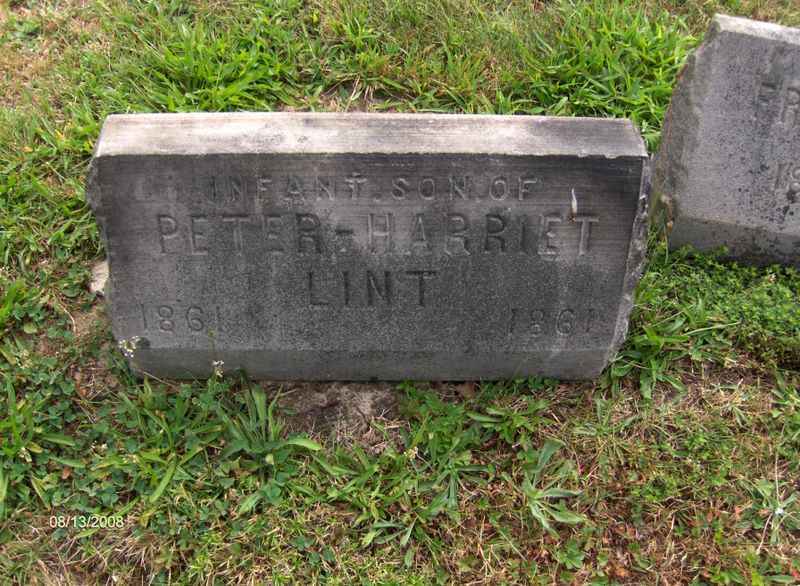 INFANT.SON.OF
PETER-HARRIET
LINT
1861 1861
08/13/2008